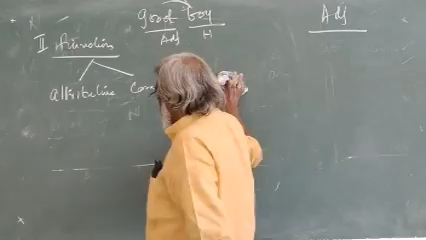 good boy
Adj H
Adj
II Function
attributive